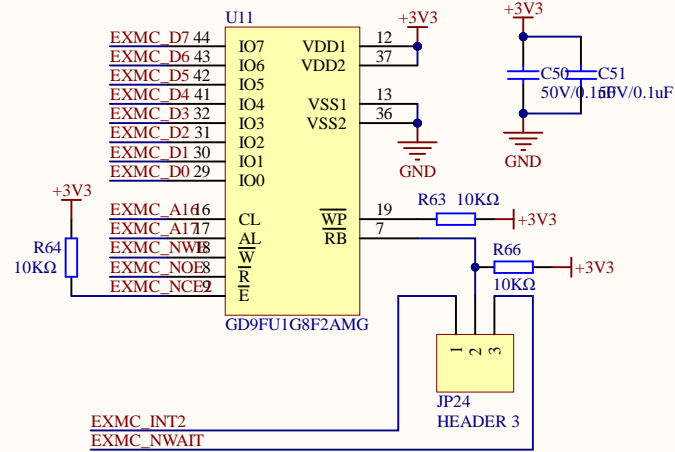 U11
EXMC_D7 44 IO7 VDD1 12 +3V3
EXMC_D6 43 IO6 VDD2 37
EXMC_D5 42 IO5
EXMC_D4 41 IO4 VSS1 13
EXMC_D3 32 IO3 VSS2 36
EXMC_D2 31 IO2
EXMC_D1 30 IO1 GND
EXMC_D0 29 IO0
+3V3
C50 C51
50V/0.1uF 50V/0.1uF
GND
+3V3
R64
10KΩ
EXMC_A16 16 CL WP 19 R63 10KΩ +3V3
EXMC_A17 17 AL RB 7
EXMC_NWE 18 W
EXMC_NOE 8 R
EXMC_NCE2 9 E
R66
10KΩ
+3V3
GD9FU1G8F2AMG
1 2 3
JP24
HEADER 3
EXMC_INT2
EXMC_NWAIT